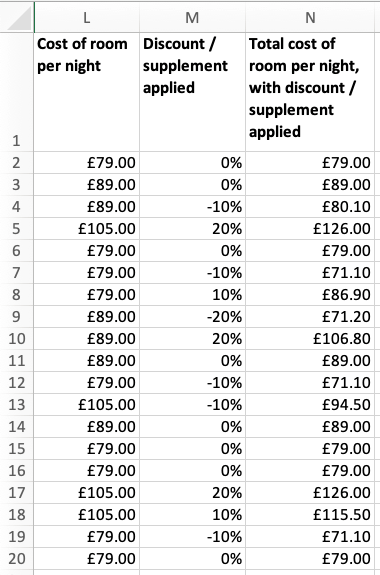 L M N
Cost of room Discount / Total cost of
per night supplement room per night,
applied with discount /
supplement
1 applied
2 £79.00 0% £79.00
3 £89.00 0% £89.00
4 £89.00 -10% £80.10
5 £105.00 20% £126.00
6 £79.00 0% £79.00
7 £79.00 -10% £71.10
8 £79.00 10% £86.90
9 £89.00 -20% £71.20
10 £89.00 20% £106.80
11 £89.00 0% £89.00
12 £79.00 -10% £71.10
13 £105.00 -10% £94.50
14 £89.00 0% £89.00
15 £79.00 0% £79.00
16 £79.00 0% £79.00
17 £105.00 20% £126.00
18 £105.00 10% £115.50
19 £79.00 -10% £71.10
20 £79.00 0% £79.00